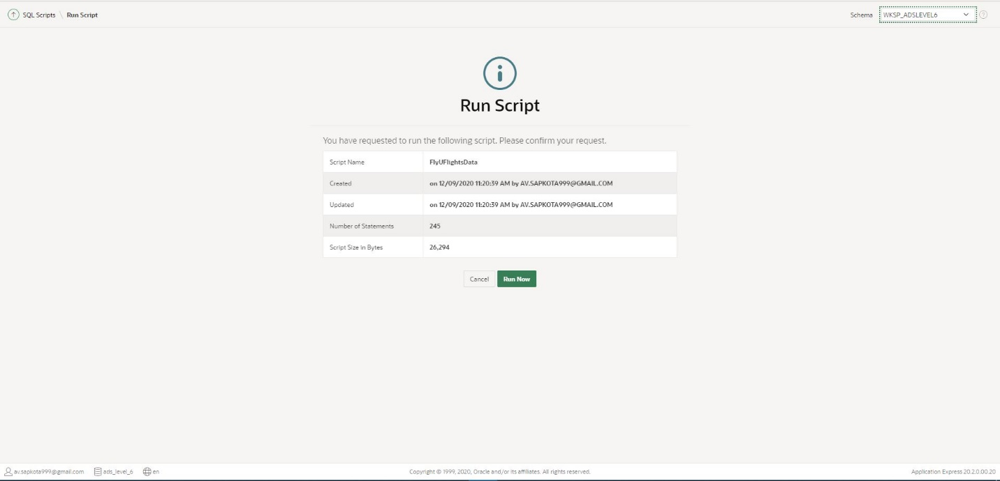 SQL Scripts \ Run Script
Schema WKSP_ADSLEVEL6
Run Script
You have requested to run the following script. Please confirm your request.
Script Name FlyUFlightsData
Created on 12/09/2020 11:20:39 AM by AV.SAPKOTA999@GMAIL.COM
Updated on 12/09/2020 11:20:39 AM by AV.SAPKOTA999@GMAIL.COM
Number of Statements 245
Script Size in Bytes 26,294
Cancel Run Now
av.sapkota999@gmail.com ads_level_6 en
Copyright © 1999, 2020, Oracle and/or its affiliates. All rights reserved.
Application Express 20.2.0.00.20